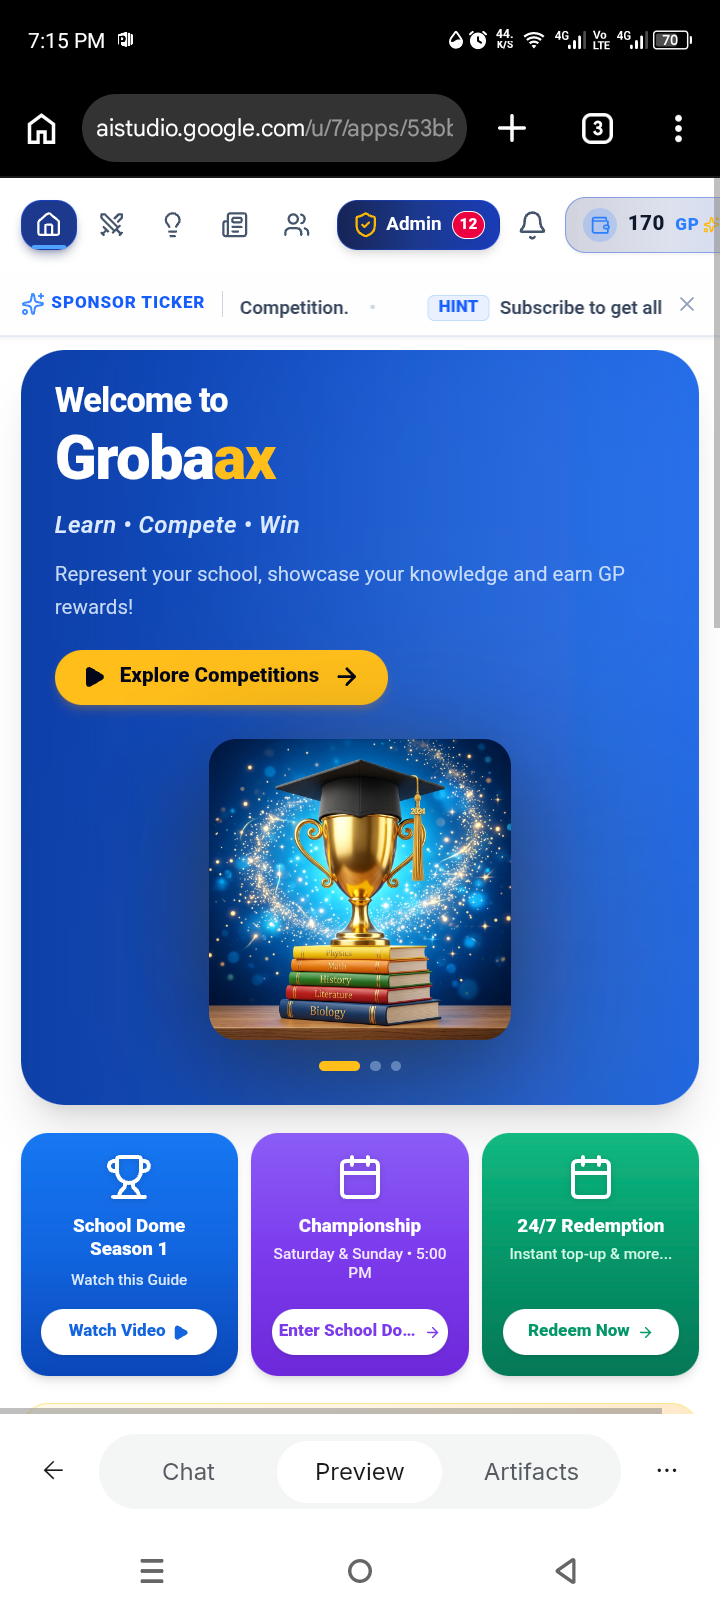 7:15 PM
44.
K/S
4G
Vo
LTE
4G
70
aistudio.google.com/u/7/apps/53bb
3
Admin 12
170 GP
SPONSOR TICKER
Competition. •
HINT Subscribe to get all
Welcome to
Grobaax
Learn • Compete • Win
Represent your school, showcase your knowledge and earn GP
rewards!
Explore Competitions
2024
Physics
Math
History
Literature
Biology
School Dome
Season 1
Watch this Guide
Watch Video
Championship
Saturday & Sunday • 5:00
PM
Enter School Do...
24/7 Redemption
Instant top-up & more...
Redeem Now
Chat
Preview
Artifacts